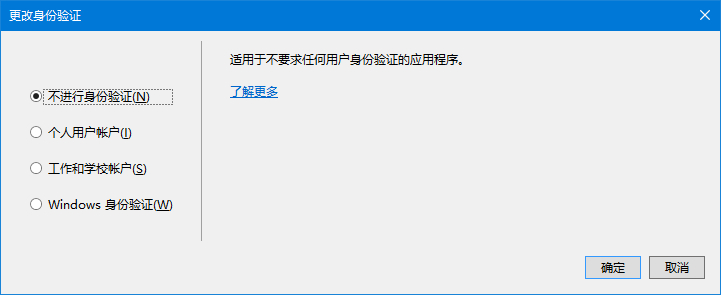 更改身份验证
适用于不要求任何用户身份验证的应用程序。
了解更多
不进行身份验证(N)
个人用户帐户(I)
工作和学校帐户(S)
Windows 身份验证(W)
确定
取消